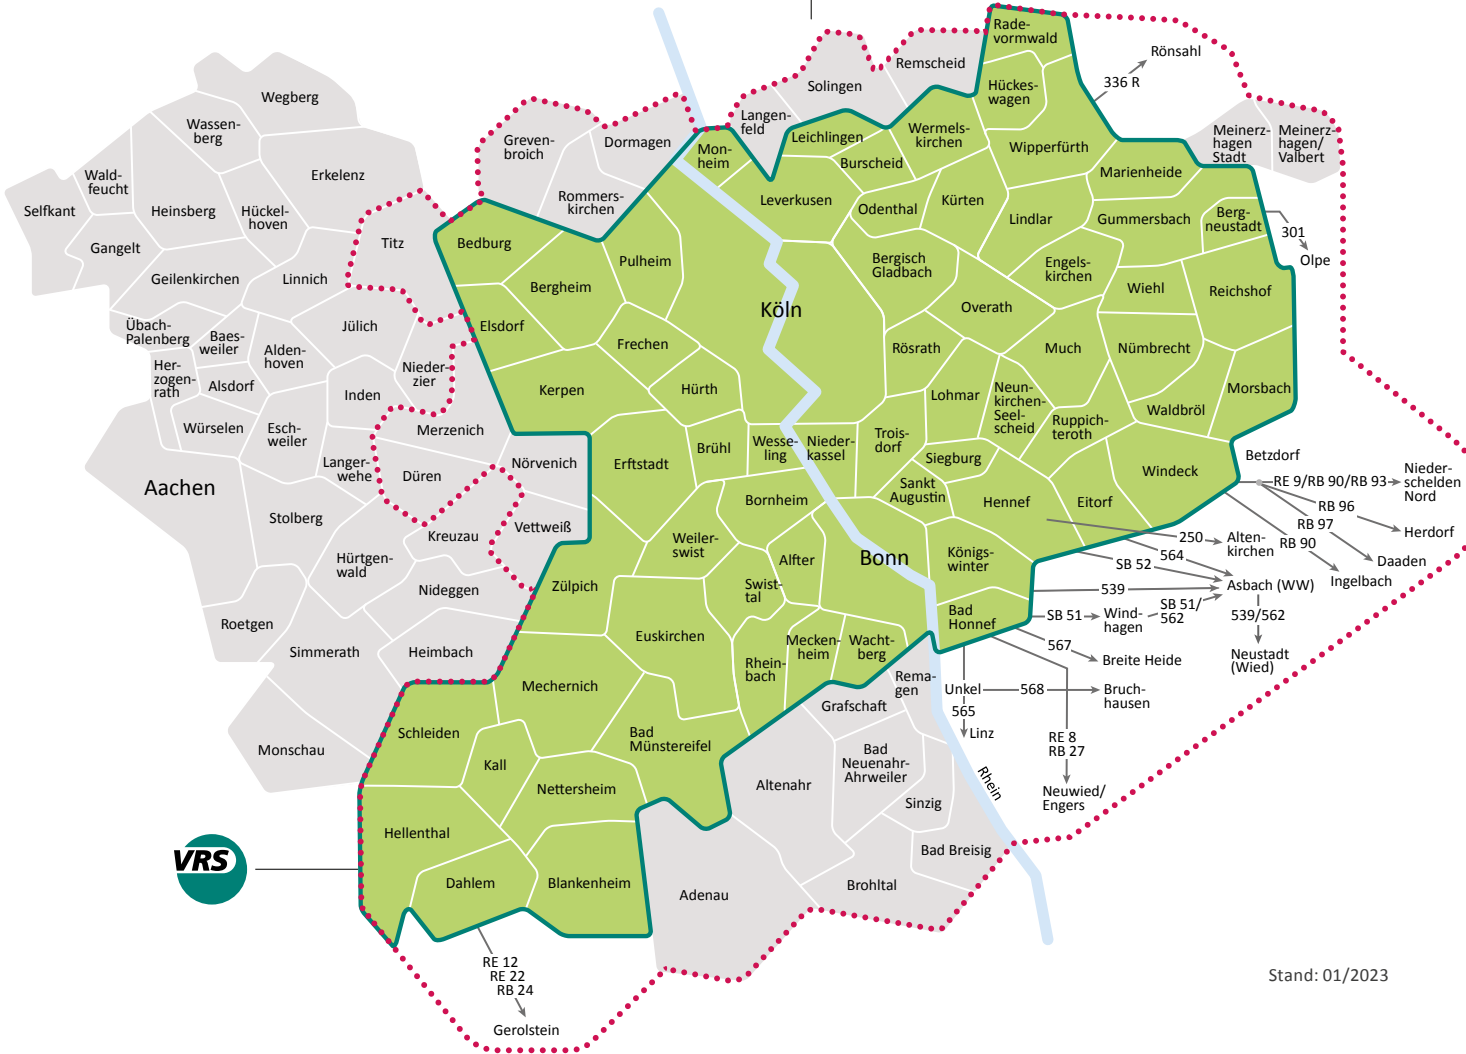 Rade-
vormwald
Rönsahl
Wegberg
Remscheid
Solingen
336 R
Hückes-
wagen
Wassen-
berg
Langen-
feld
Leichlingen
Wermels-
kirchen
Meinerz-
hagen
Stadt
Meinerz-
hagen/
Valbert
Greven-
broich
Dormagen
Mon-
heim
Burscheid
Wipperfürth
Marienheide
Wald-
feucht
Erkelenz
Rommers-
kirchen
Leverkusen
Odenthal
Kürten
Selfkant
Heinsberg
Hückel-
hoven
Lindlar
Gummersbach
Berg-
neustadt
301
Olpe
Gangelt
Titz
Bedburg
Pulheim
Bergisch
Gladbach
Engels-
kirchen
Geilenkirchen
Linnich
Bergheim
Wiehl
Reichshof
Köln
Overath
Übach-
Palenberg
Baes-
weiler
Jülich
Elsdorf
Frechen
Rösrath
Much
Nümbrecht
Alden-
hoven
Her-
zogen-
rath
Alsdorf
Nieder-
zier
Inden
Kerpen
Hürth
Lohmar
Neun-
kirchen-
Seel-
scheid
Morsbach
Waldbröl
Würselen
Esch-
weiler
Merzenich
Ruppich-
teroth
Brühl
Wesse-
ling
Nieder-
kassel
Trois-
dorf
Langer-
wehe
Düren
Nörvenich
Erftstadt
Siegburg
Windeck
Betzdorf
RE 9/RB 90/RB 93
Nieder-
schelden
Nord
Aachen
Sankt
Augustin
Hennef
Eitorf
RB 96
Herdorf
RB 97
Daaden
RB 90
Ingelbach
Stolberg
Vettweiß
Bornheim
Kreuzau
Weiler-
swist
Hürtgen-
wald
Alfter
Bonn
Königs-
winter
250
Alten-
kirchen
564
SB 52
Asbach (WW)
Nideggen
Zülpich
Swist-
tal
539
Roetgen
Euskirchen
Bad
Honnef
SB 51
Wind-
hagen
SB 51/
562
539/562
Neustadt
(Wied)
Simmerath
Heimbach
Rhein-
bach
Mecken-
heim
Wacht-
berg
567
Breite Heide
Mechernich
Rema-
gen
Unkel
568
Bruch-
hausen
565
Linz
Grafschaft
Schleiden
Bad
Münstereifel
Monschau
Kall
Bad
Neuenahr-
Ahrweiler
RE 8
RB 27
Nettersheim
Altenahr
Rhein
Neuwied/
Engers
Sinzig
Hellenthal
Bad Breisig
VRS
Dahlem
Blankenheim
Adenau
Brohltal
RE 12
RE 22
RB 24
Gerolstein
Stand: 01/2023